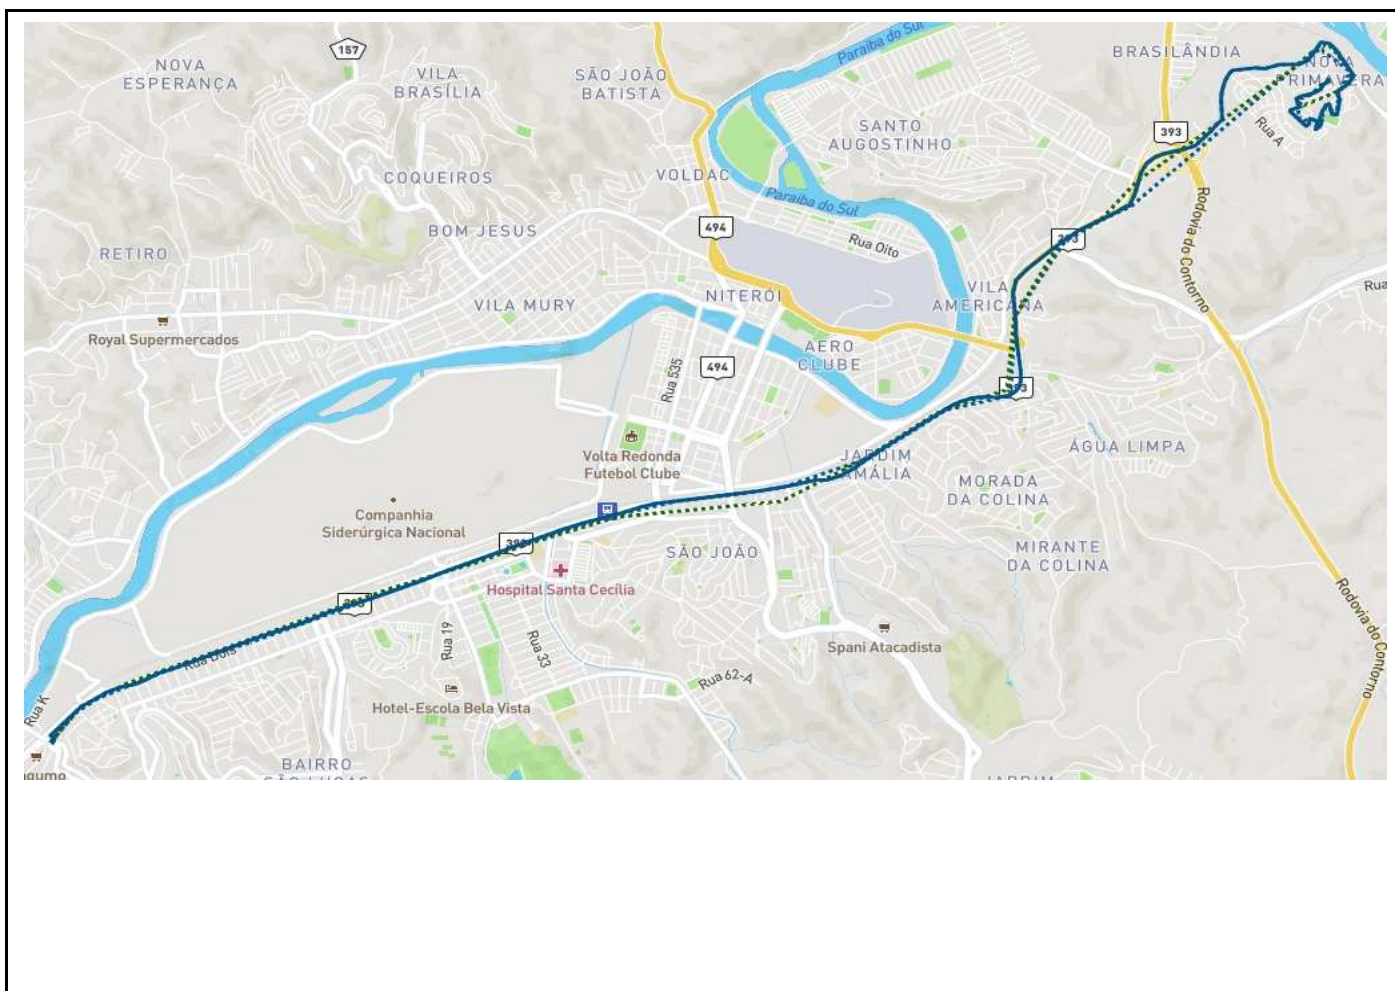 157
NOVA
ESPERANÇA
VILA
BRASÍLIA
SÃO JOÃO
BATISTA
Paraíba do Sul
BRASILÂNDIA
NOVA
PRIMAVERA
SANTO
AUGOSTINHO
393
Rua A
COQUEIROS
VOLDAC
Paraíba do Sul
Rodovia do Contorno
BOM JESUS
494
Rua Oito
393
RETIRO
VILA MURY
NITERÓI
VILA
AMERICANA
Rua
Royal Supermercados
AERO
CLUBE
494
Rua 535
393
Volta Redonda
Futebol Clube
JARDIM
AMÁLIA
ÁGUA LIMPA
MORADA
DA COLINA
Companhia
Siderúrgica Nacional
393
SÃO JOÃO
MIRANTE
DA COLINA
Hospital Santa Cecília
393
Rodovia do Contorno
Rua Dois
Rua 19
Rua 33
Spani Atacadista
Rua 62-A
Rua K
Hotel-Escola Bela Vista
BAIRRO
SÃO LUCAS
JARDIM